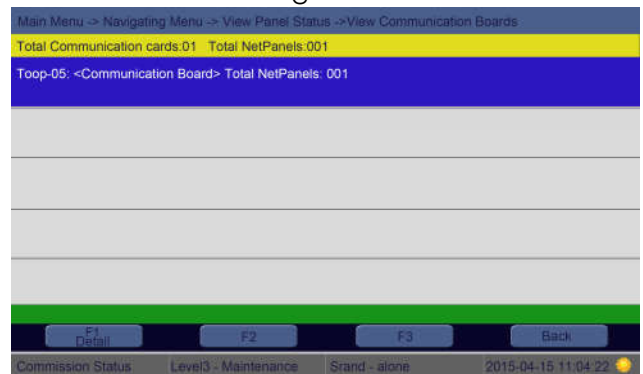 Main Menu -> Navigating Menu -> View Panel Status ->View Communication Boards
Total Communication cards:01 Total NetPanels:001
Toop-05: <Communication Board> Total NetPanels: 001
F1
Detail
F2
F3
Back
Commission Status Level3 - Maintenance Srand - alone 2015-04-15 11:04:22